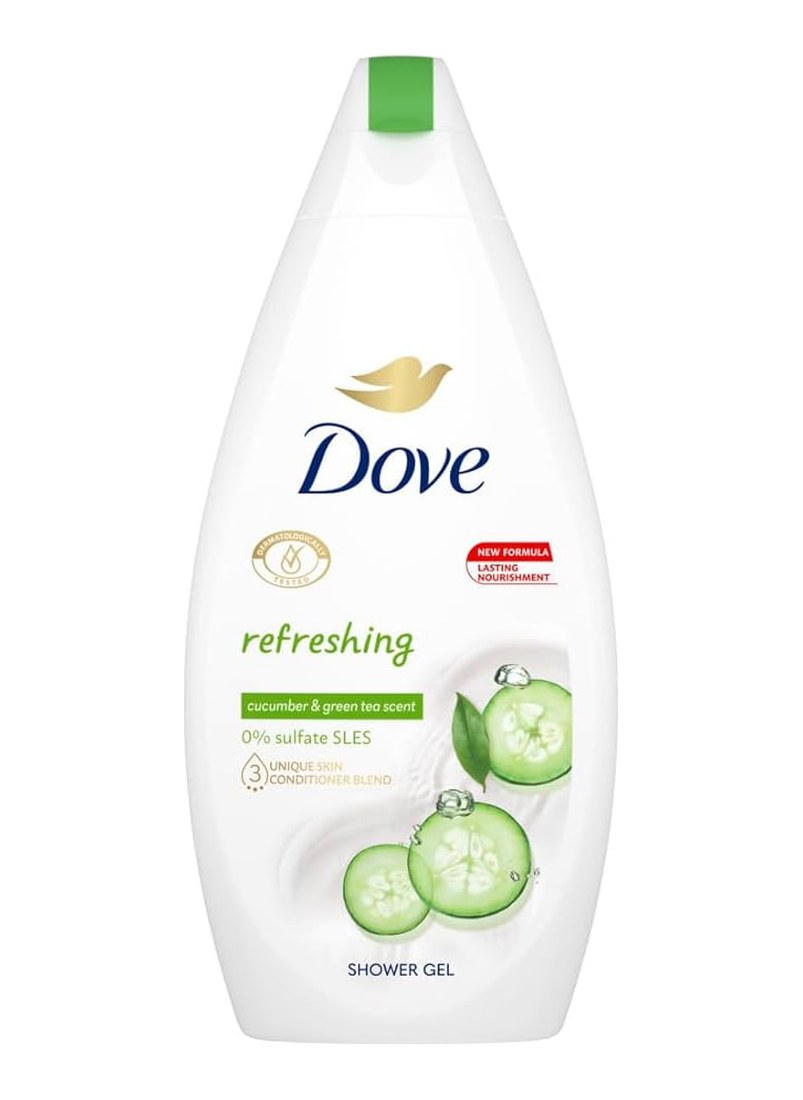 Dove
DERMATOLOGICALLY
TESTED
NEW FORMULA
LASTING
NOURISHMENT
refreshing
cucumber & green tea scent
0% sulfate SLES
3
UNIQUE SKIN
CONDITIONER BLEND
SHOWER GEL